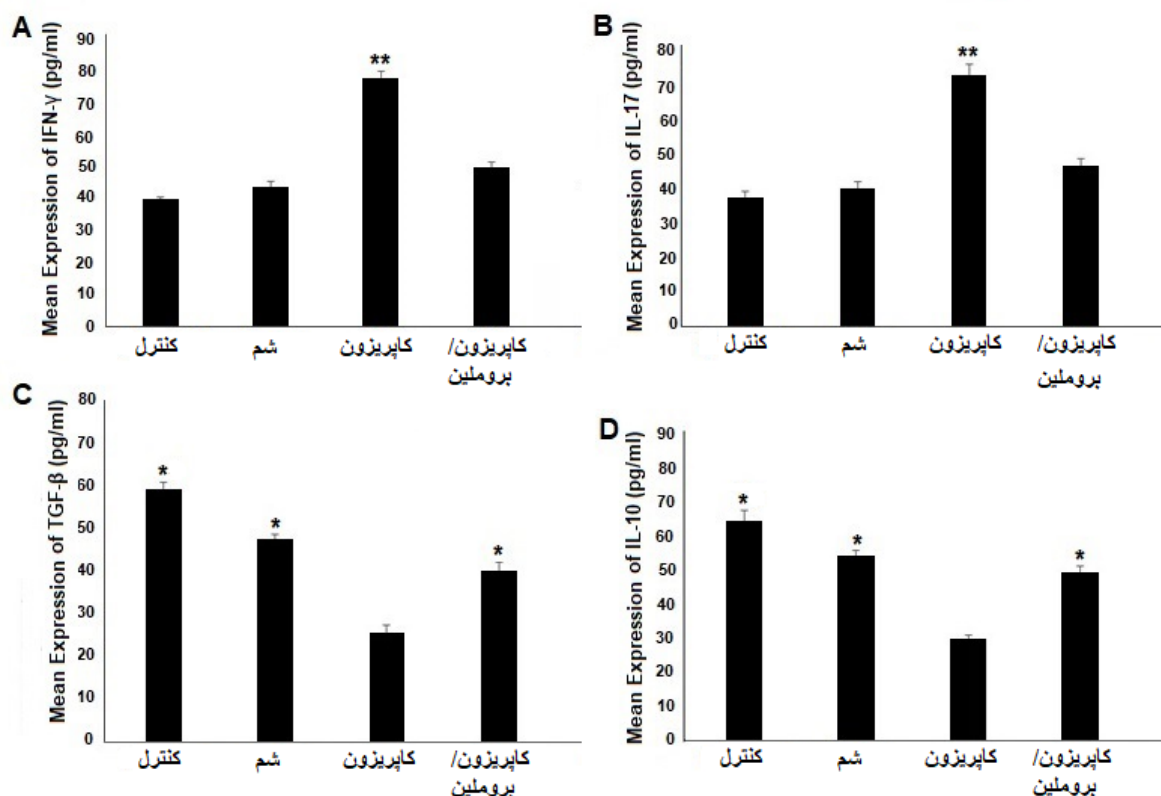 A
Mean Expression of IFN-γ (pg/ml)
90
80
70
60
50
40
30
20
10
0
**
کنترل
شم
کاپریزون
کاپریزون/
بروملین
B
Mean Expression of IL-17 (pg/ml)
80
70
60
50
40
30
20
10
0
**
کنترل
شم
کاپریزون
کاپریزون/
بروملین
C
Mean Expression of TGF-β (pg/ml)
80
70
60
50
40
30
20
10
0
*
*
*
کنترل
شم
کاپریزون
کاپریزون/
بروملین
D
Mean Expression of IL-10 (pg/ml)
90
80
70
60
50
40
30
20
10
0
*
*
*
کنترل
شم
کاپریزون
کاپریزون/
بروملین